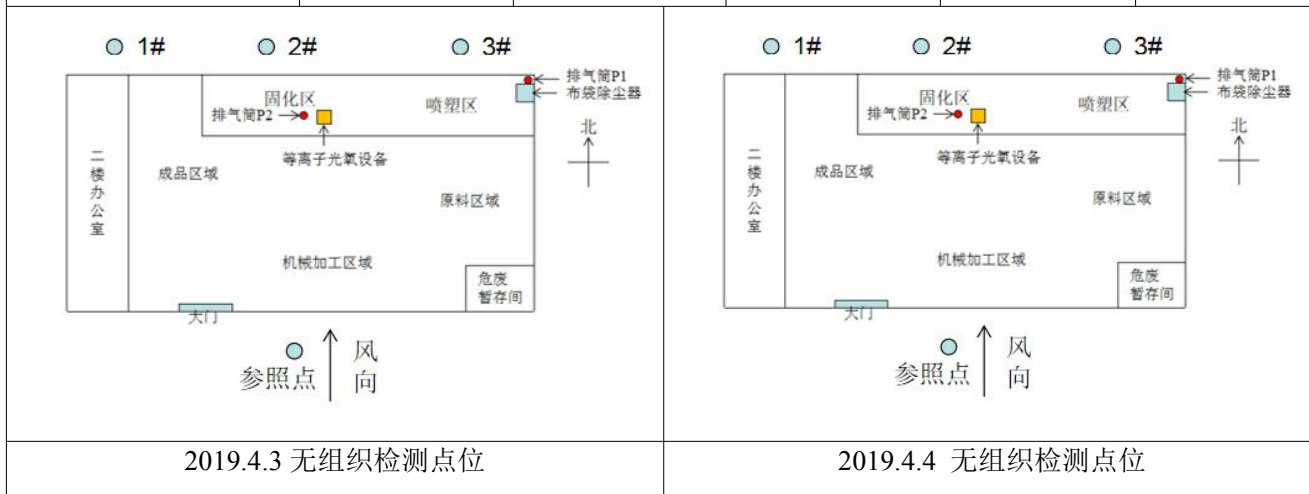 1# 2# 3#
排气筒P1
布袋除尘器
固化区
喷塑区
排气筒P2
北
等离子光氧设备
二楼办公室
成品区域
原料区域
机械加工区域
危废
暂存间
大门
参照点
风向
2019.4.3 无组织检测点位
1# 2# 3#
排气筒P1
布袋除尘器
固化区
喷塑区
排气筒P2
北
等离子光氧设备
二楼办公室
成品区域
原料区域
机械加工区域
危废
暂存间
大门
参照点
风向
2019.4.4 无组织检测点位